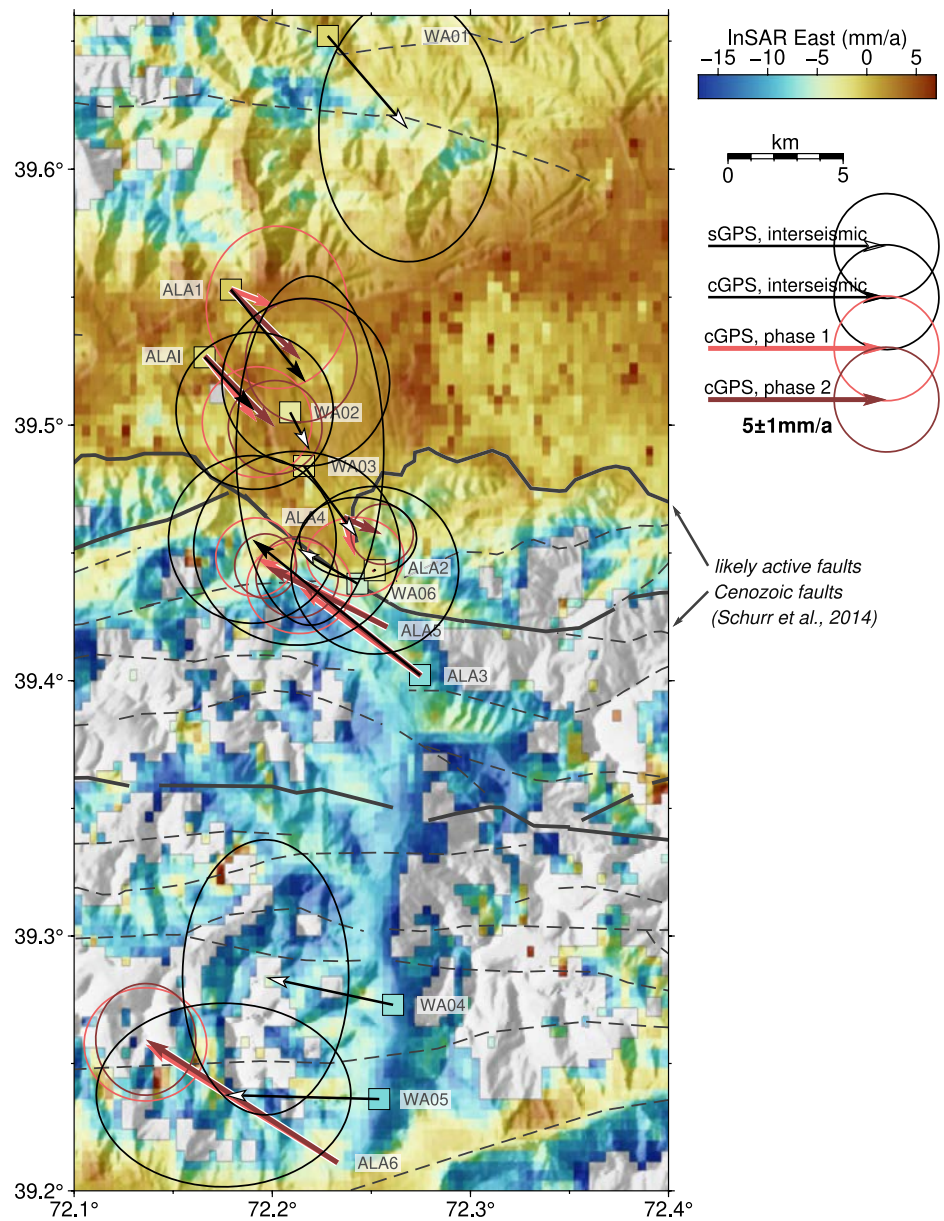 InSAR East (mm/a)
−15 −10 −5 0 5
km
0 5
sGPS, interseismic
cGPS, interseismic
cGPS, phase 1
cGPS, phase 2
5±1mm/a
likely active faults
Cenozoic faults
(Schurr et al., 2014)
WA01
ALA1
ALAI
WA02
WA03
ALA4
ALA2
WA06
ALA5
ALA3
WA04
WA05
ALA6
39.6°
39.5°
39.4°
39.3°
39.2°
72.1° 72.2° 72.3° 72.4°